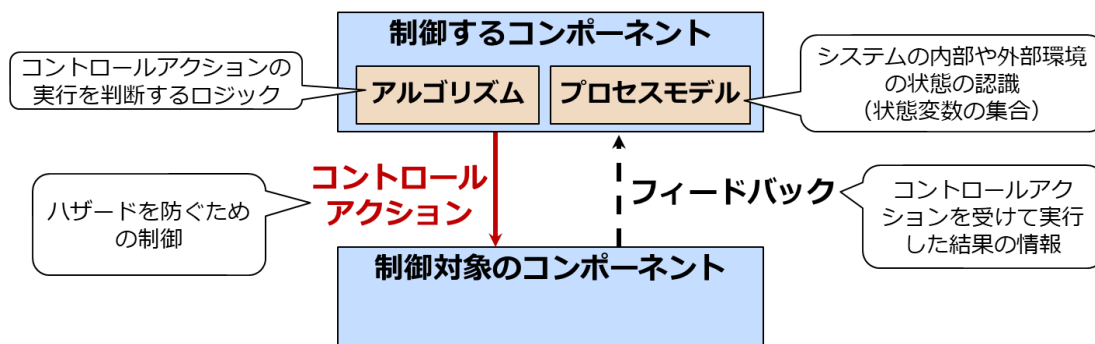 制御するコンポーネント
コントロールアクションの
実行を判断するロジック
アルゴリズム
プロセスモデル
システムの内部や外部環境
の状態の認識
（状態変数の集合）
ハザードを防ぐため
の制御
コントロール
アクション
フィードバック
コントロールアク
ションを受けて実行
した結果の情報
制御対象のコンポーネント